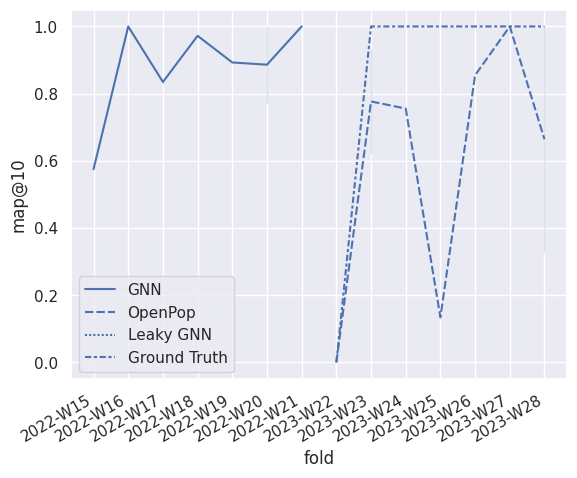 1.0
0.8
0.6
0.4
0.2
0.0
map@10
GNN
OpenPop
Leaky GNN
Ground Truth
2022-W15
2022-W16
2022-W17
2022-W18
2022-W19
2022-W20
2022-W21
2023-W22
2023-W23
2023-W24
2023-W25
2023-W26
2023-W27
2023-W28
fold